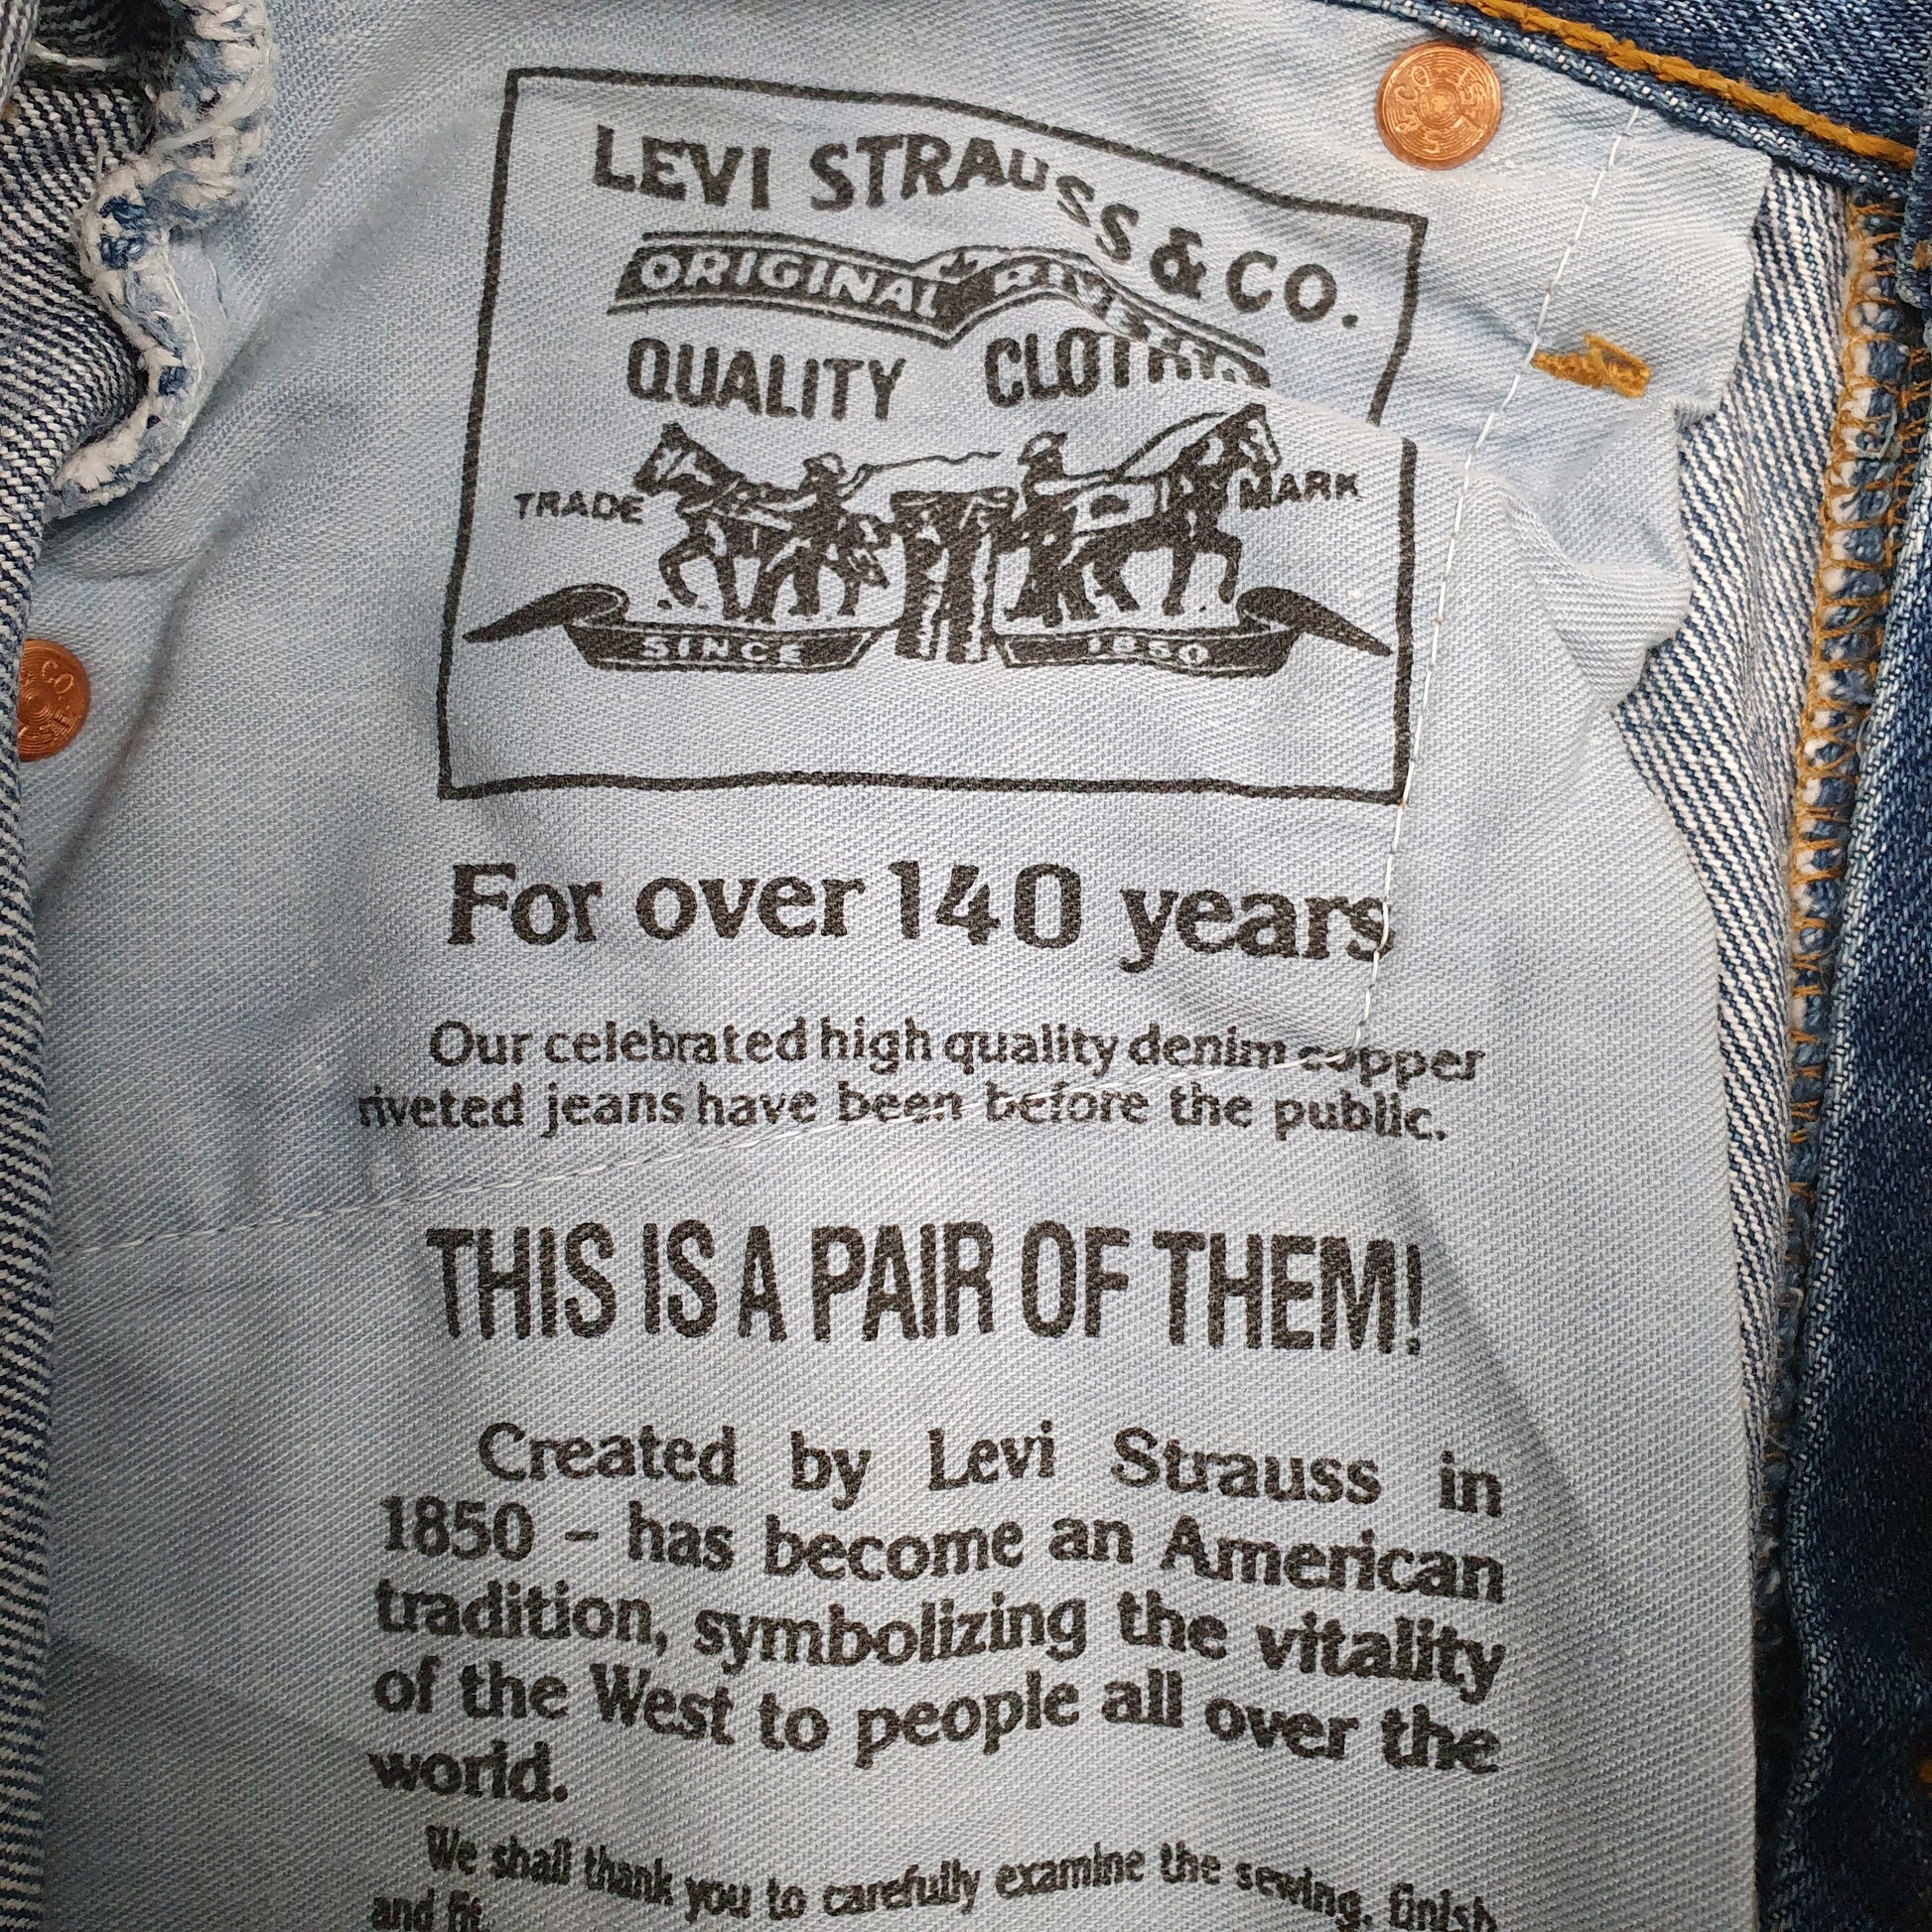 LEVI STRAUSS & CO.
ORIGINAL
QUALITY
TRADE MARK
SINCE 1850
For over 140 years
Our celebrated high quality denim copper
riveted jeans have been before the public.
THIS IS A PAIR OF THEM!
Created by Levi Strauss in
1850 – has become an American
tradition, symbolizing the vitality
of the West to people all over the
world.
We shall thank you to carefully examine the sewing, finish
and fit.